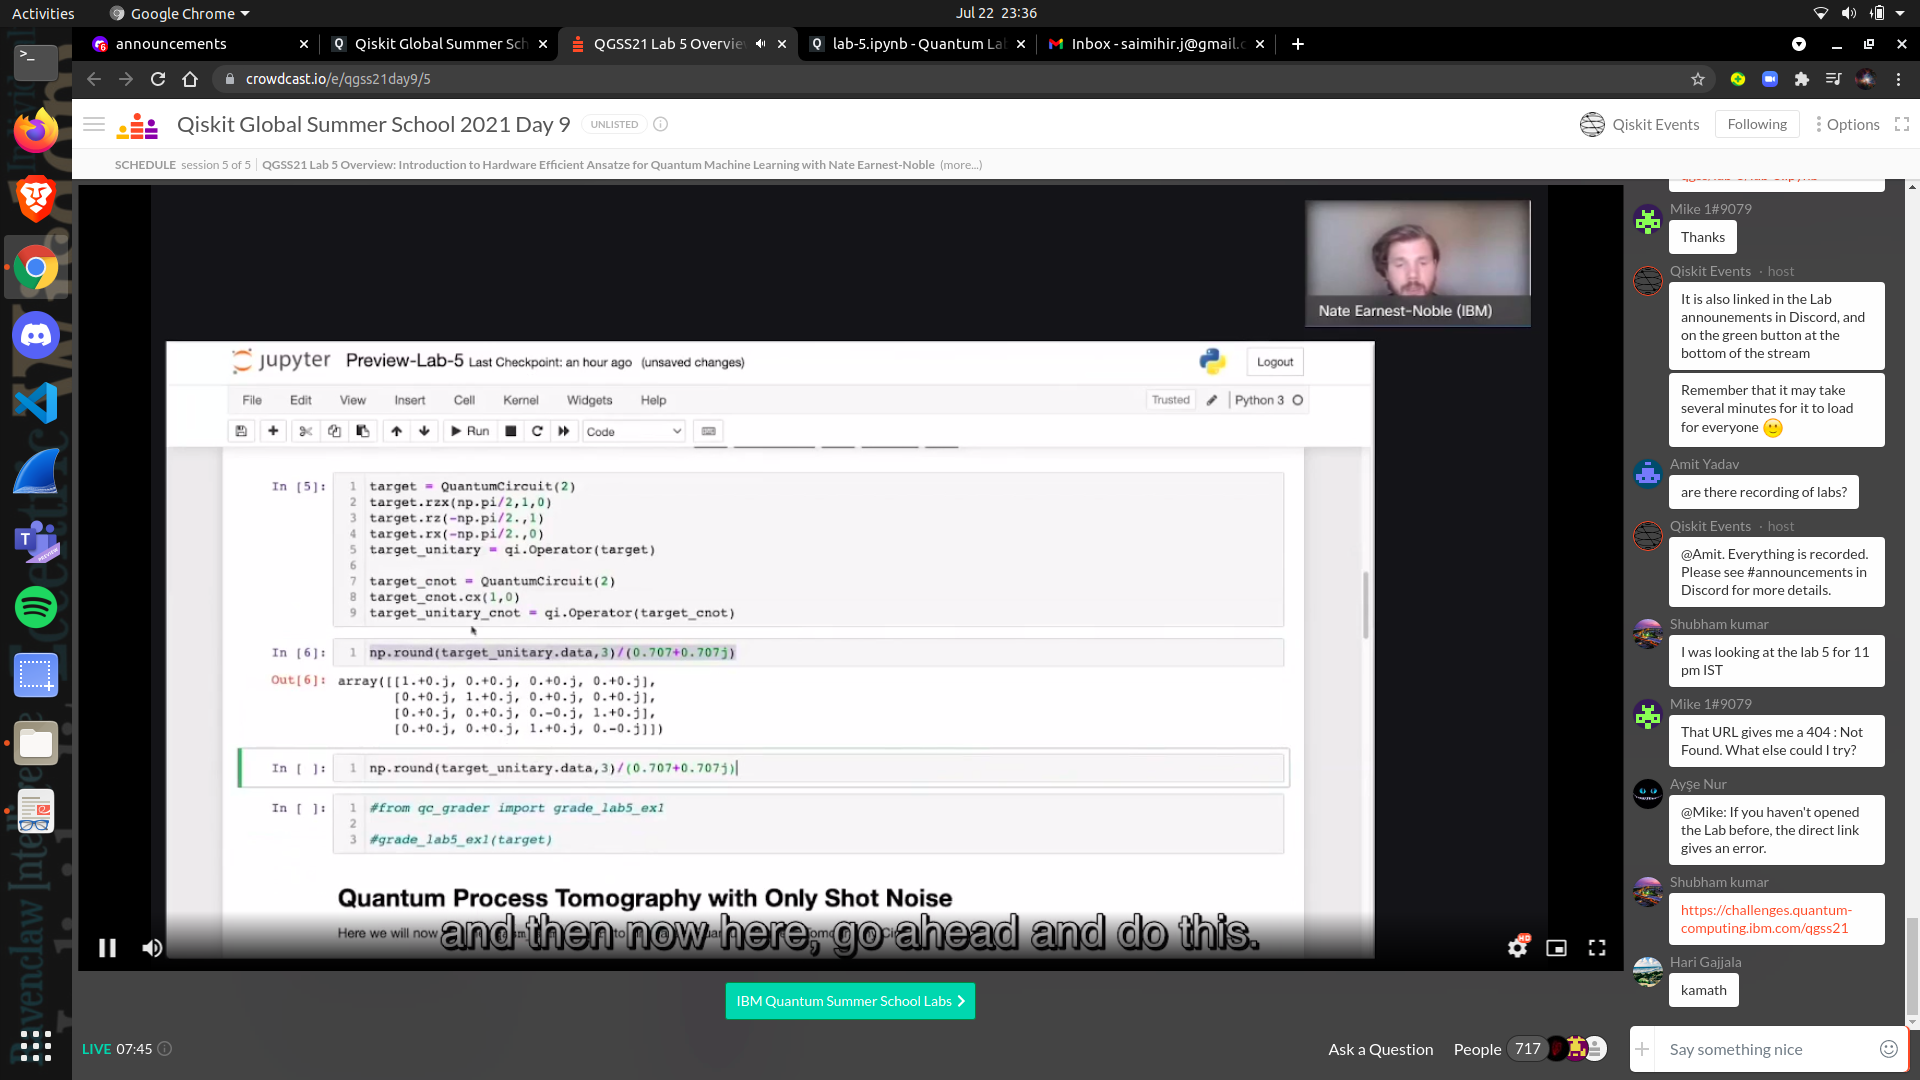 Activities
Google Chrome
Jul 22 23:36
announcements
Qiskit Global Summer Sch
QGSS21 Lab 5 Overvie
lab-5.ipynb - Quantum La
Inbox - saimihir.j@gmail.c
crowdcast.io/e/qgss21day9/5
Qiskit Global Summer School 2021 Day 9
UNLISTED
Qiskit Events
Following
Options
SCHEDULE session 5 of 5 QGSS21 Lab 5 Overview: Introduction to Hardware Efficient Ansatze for Quantum Machine Learning with Nate Earnest-Noble (more...)
Nate Earnest-Noble (IBM)
jupyter Preview-Lab-5 Last Checkpoint: an hour ago (unsaved changes)
Logout
File Edit View Insert Cell Kernel Widgets Help
Trusted
Python 3
Run
Code
In [5]:
1 target = QuantumCircuit(2)
2 target.rzx(np.pi/2,1,0)
3 target.rz(-np.pi/2.,1)
4 target.rx(-np.pi/2.,0)
5 target_unitary = qi.Operator(target)
6
7 target_cnot = QuantumCircuit(2)
8 target_cnot.cx(1,0)
9 target_unitary_cnot = qi.Operator(target_cnot)
In [6]: 1 np.round(target_unitary.data,3)/(0.707+0.707j)
Out[6]: array([[1.+0.j, 0.+0.j, 0.+0.j, 0.+0.j],
[0.+0.j, 1.+0.j, 0.+0.j, 0.+0.j],
[0.+0.j, 0.+0.j, 0.-0.j, 1.+0.j],
[0.+0.j, 0.+0.j, 1.+0.j, 0.-0.j]])
In [ ]: 1 np.round(target_unitary.data,3)/(0.707+0.707j)
In [ ]: 1 #from qc_grader import grade_lab5_ex1
2
3 #grade_lab5_ex1(target)
Quantum Process Tomography with Only Shot Noise
Here we will now
and then now here, go ahead and do this.
HD
IBM Quantum Summer School Labs
LIVE 07:45
Ask a Question
People 717
Mike 1#9079
Thanks
Qiskit Events · host
It is also linked in the Lab
announements in Discord, and
on the green button at the
bottom of the stream
Remember that it may take
several minutes for it to load
for everyone
Amit Yadav
are there recording of labs?
Qiskit Events · host
@Amit. Everything is recorded.
Please see #announcements in
Discord for more details.
Shubham kumar
I was looking at the lab 5 for 11
pm IST
Mike 1#9079
That URL gives me a 404 : Not
Found. What else could I try?
Ayşe Nur
@Mike: If you haven't opened
the Lab before, the direct link
gives an error.
Shubham kumar
https://challenges.quantum-
computing.ibm.com/qgss21
Hari Gajjala
kamath
Say something nice